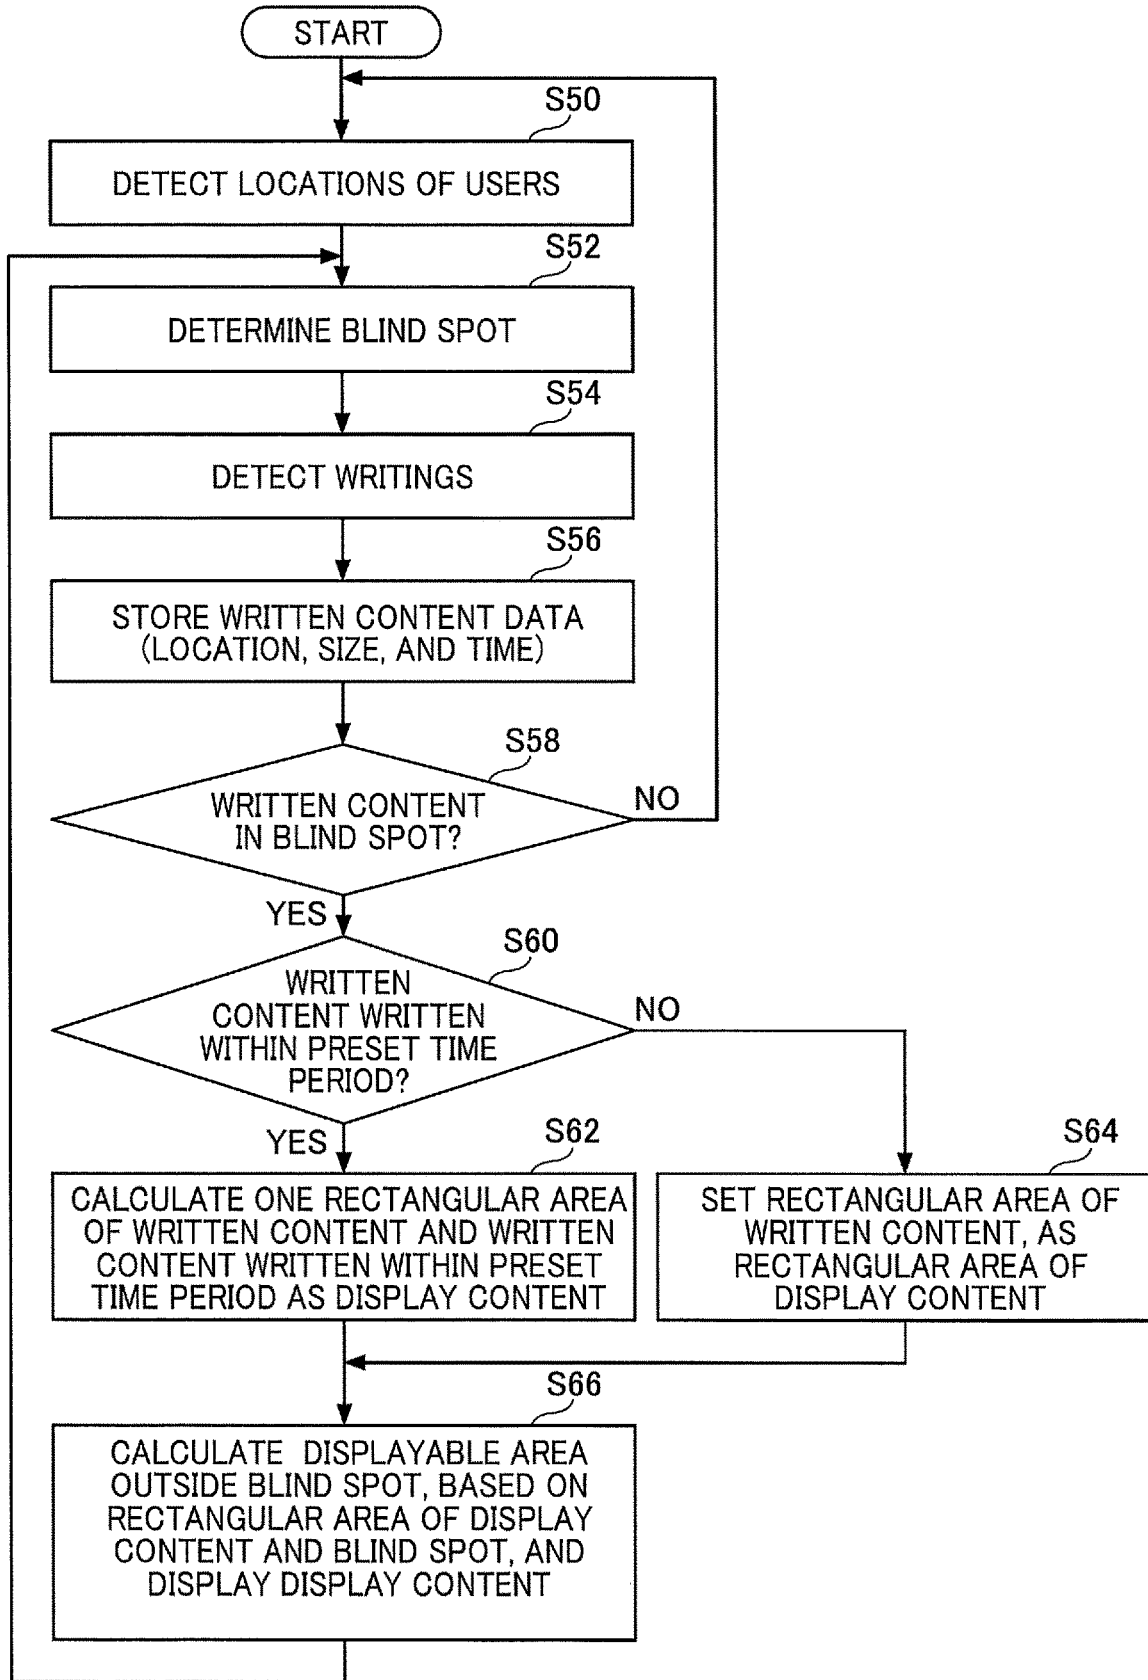 START
S50
DETECT LOCATIONS OF USERS
S52
DETERMINE BLIND SPOT
S54
DETECT WRITINGS
S56
STORE WRITTEN CONTENT DATA
(LOCATION, SIZE, AND TIME)
S58
WRITTEN CONTENT
IN BLIND SPOT?
NO
YES
S60
WRITTEN
CONTENT WRITTEN
WITHIN PRESET TIME
PERIOD?
NO
YES
S62
CALCULATE ONE RECTANGULAR AREA
OF WRITTEN CONTENT AND WRITTEN
CONTENT WRITTEN WITHIN PRESET
TIME PERIOD AS DISPLAY CONTENT
S64
SET RECTANGULAR AREA OF
WRITTEN CONTENT, AS
RECTANGULAR AREA OF
DISPLAY CONTENT
S66
CALCULATE DISPLAYABLE AREA
OUTSIDE BLIND SPOT, BASED ON
RECTANGULAR AREA OF DISPLAY
CONTENT AND BLIND SPOT, AND
DISPLAY DISPLAY CONTENT